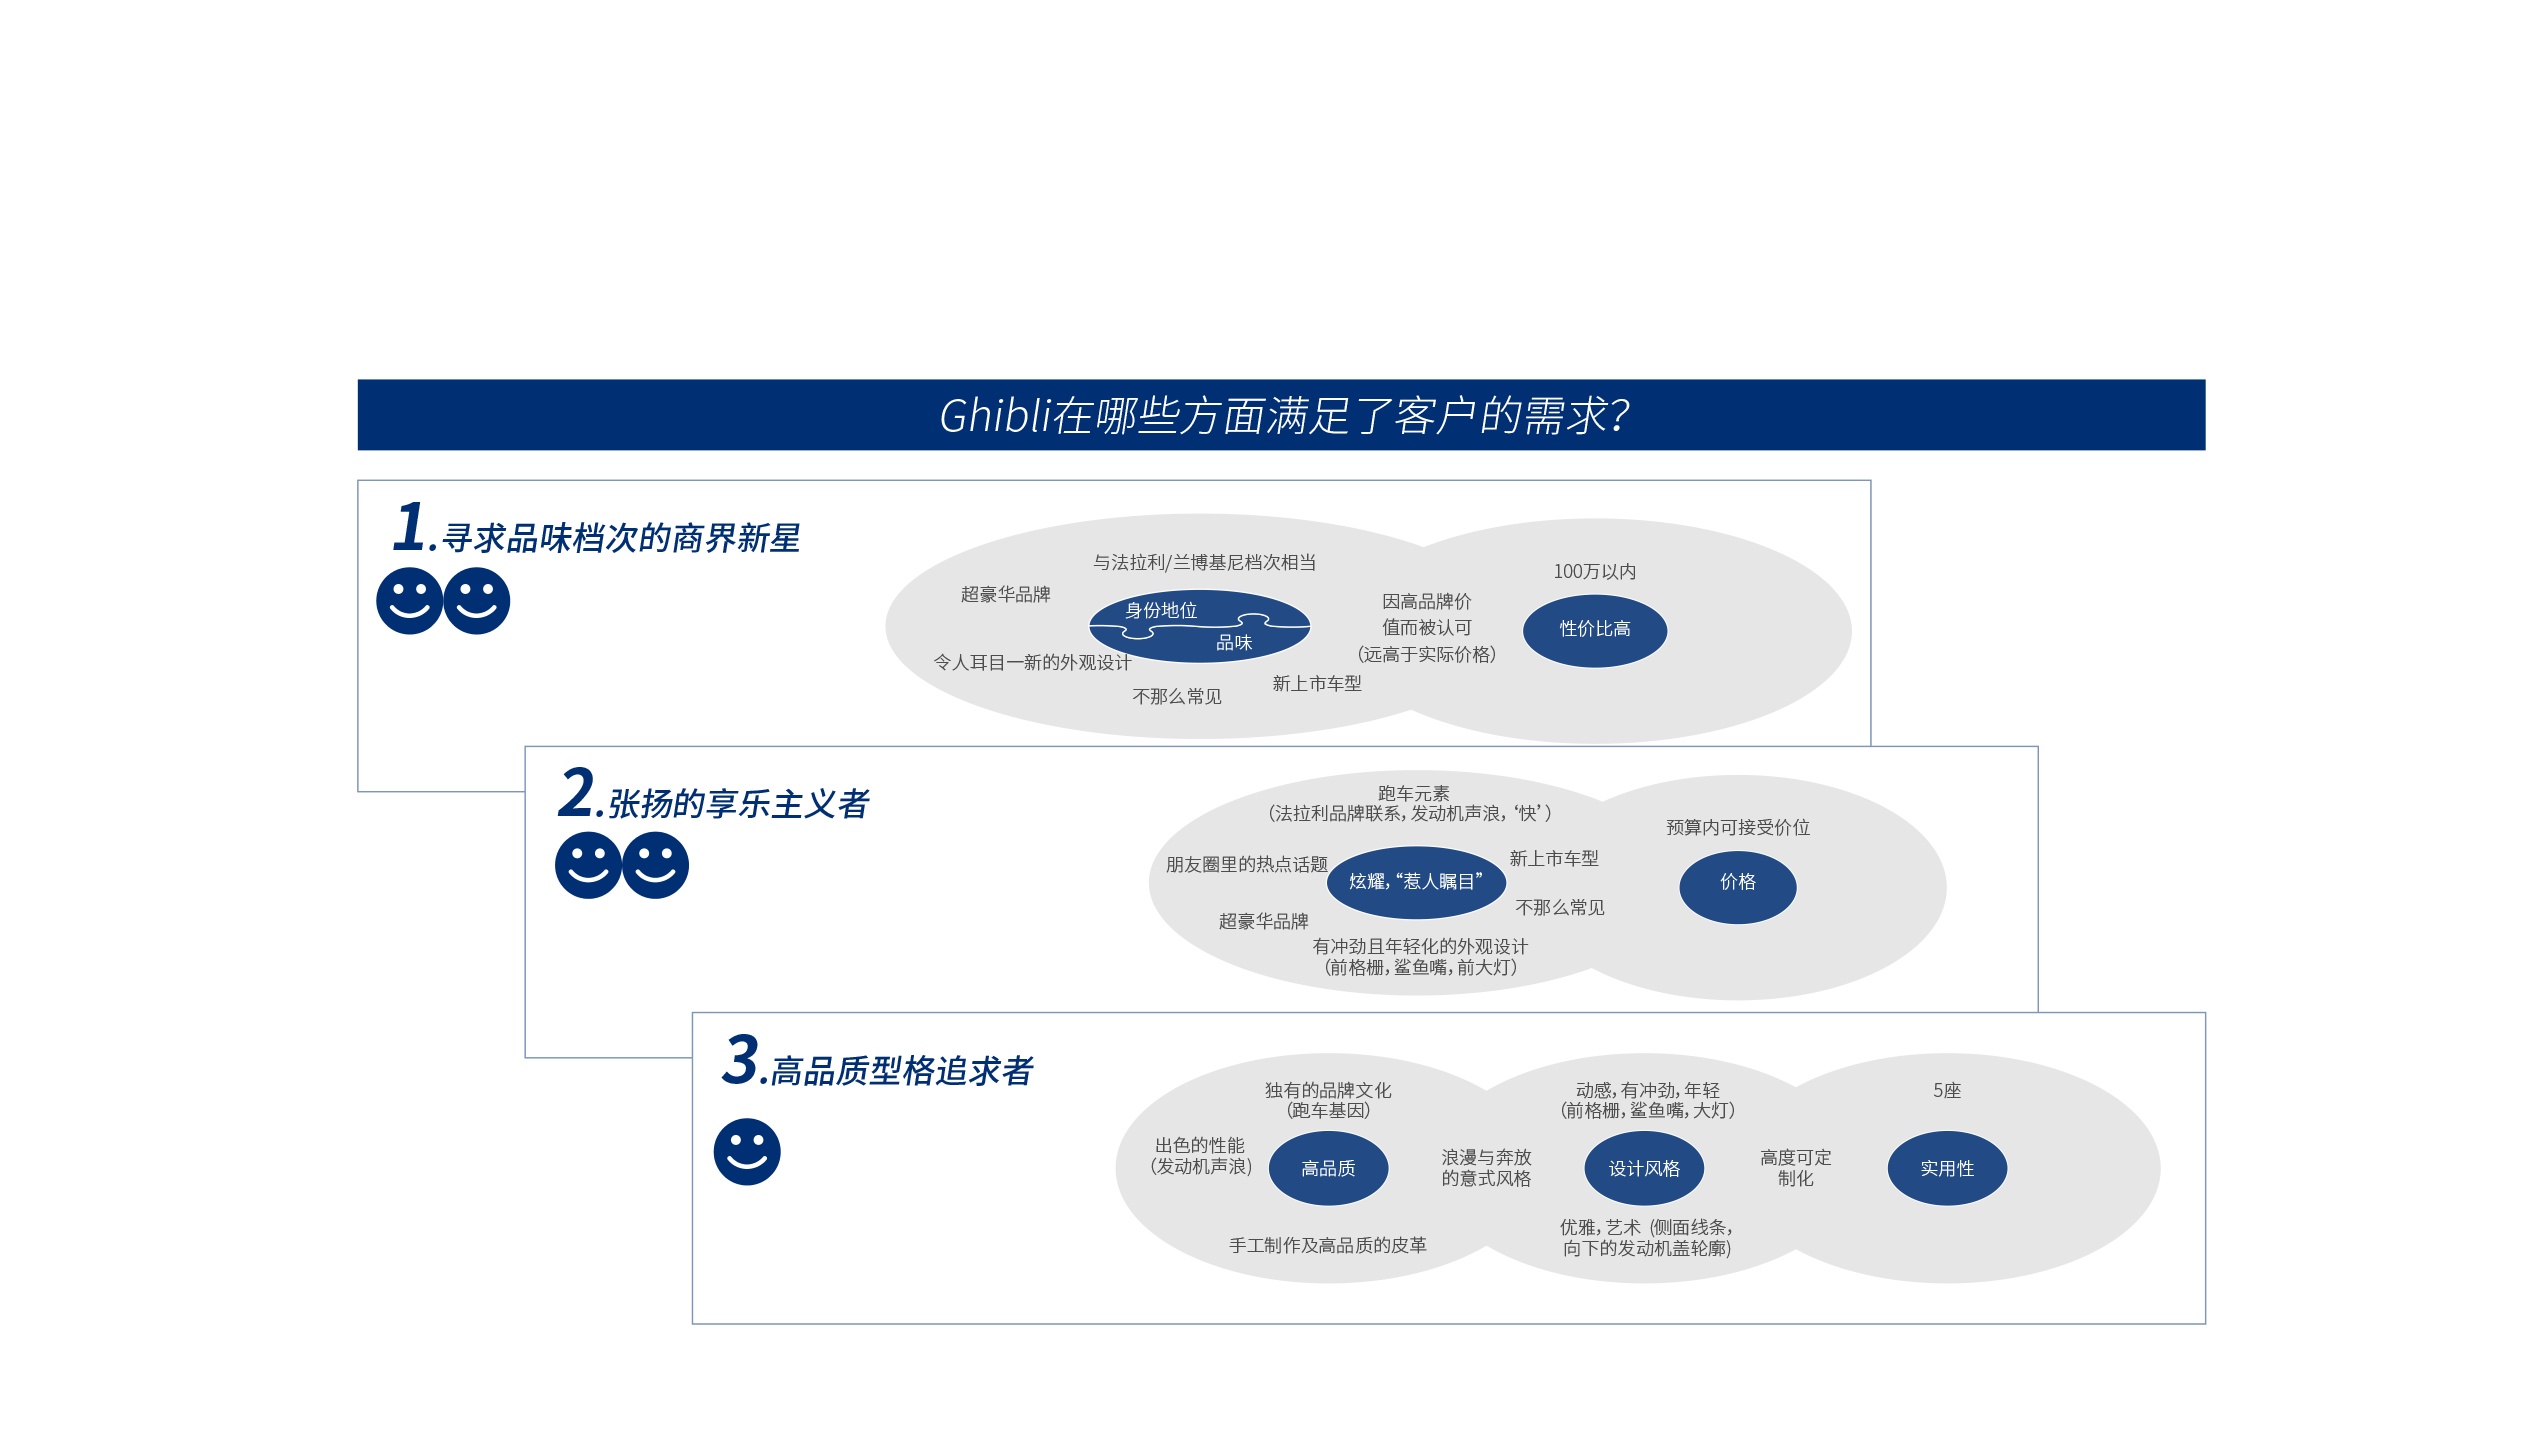 Ghibli在哪些方面满足了客户的需求？
1.寻求品味档次的商界新星
与法拉利/兰博基尼档次相当
超豪华品牌
身份地位
品味
令人耳目一新的外观设计
不那么常见
新上市车型
因高品牌价
值而被认可
（远高于实际价格）
100万以内
性价比高
2.张扬的享乐主义者
跑车元素
（法拉利品牌联系，发动机声浪，‘快’）
朋友圈里的热点话题
炫耀，“惹人瞩目”
新上市车型
不那么常见
超豪华品牌
有冲劲且年轻化的外观设计
（前格栅，鲨鱼嘴，前大灯）
预算内可接受价位
价格
3.高品质型格追求者
独有的品牌文化
（跑车基因）
出色的性能
（发动机声浪)
高品质
手工制作及高品质的皮革
浪漫与奔放
的意式风格
动感，有冲劲，年轻
（前格栅，鲨鱼嘴，大灯）
设计风格
优雅，艺术 (侧面线条，
向下的发动机盖轮廓)
高度可定
制化
5座
实用性